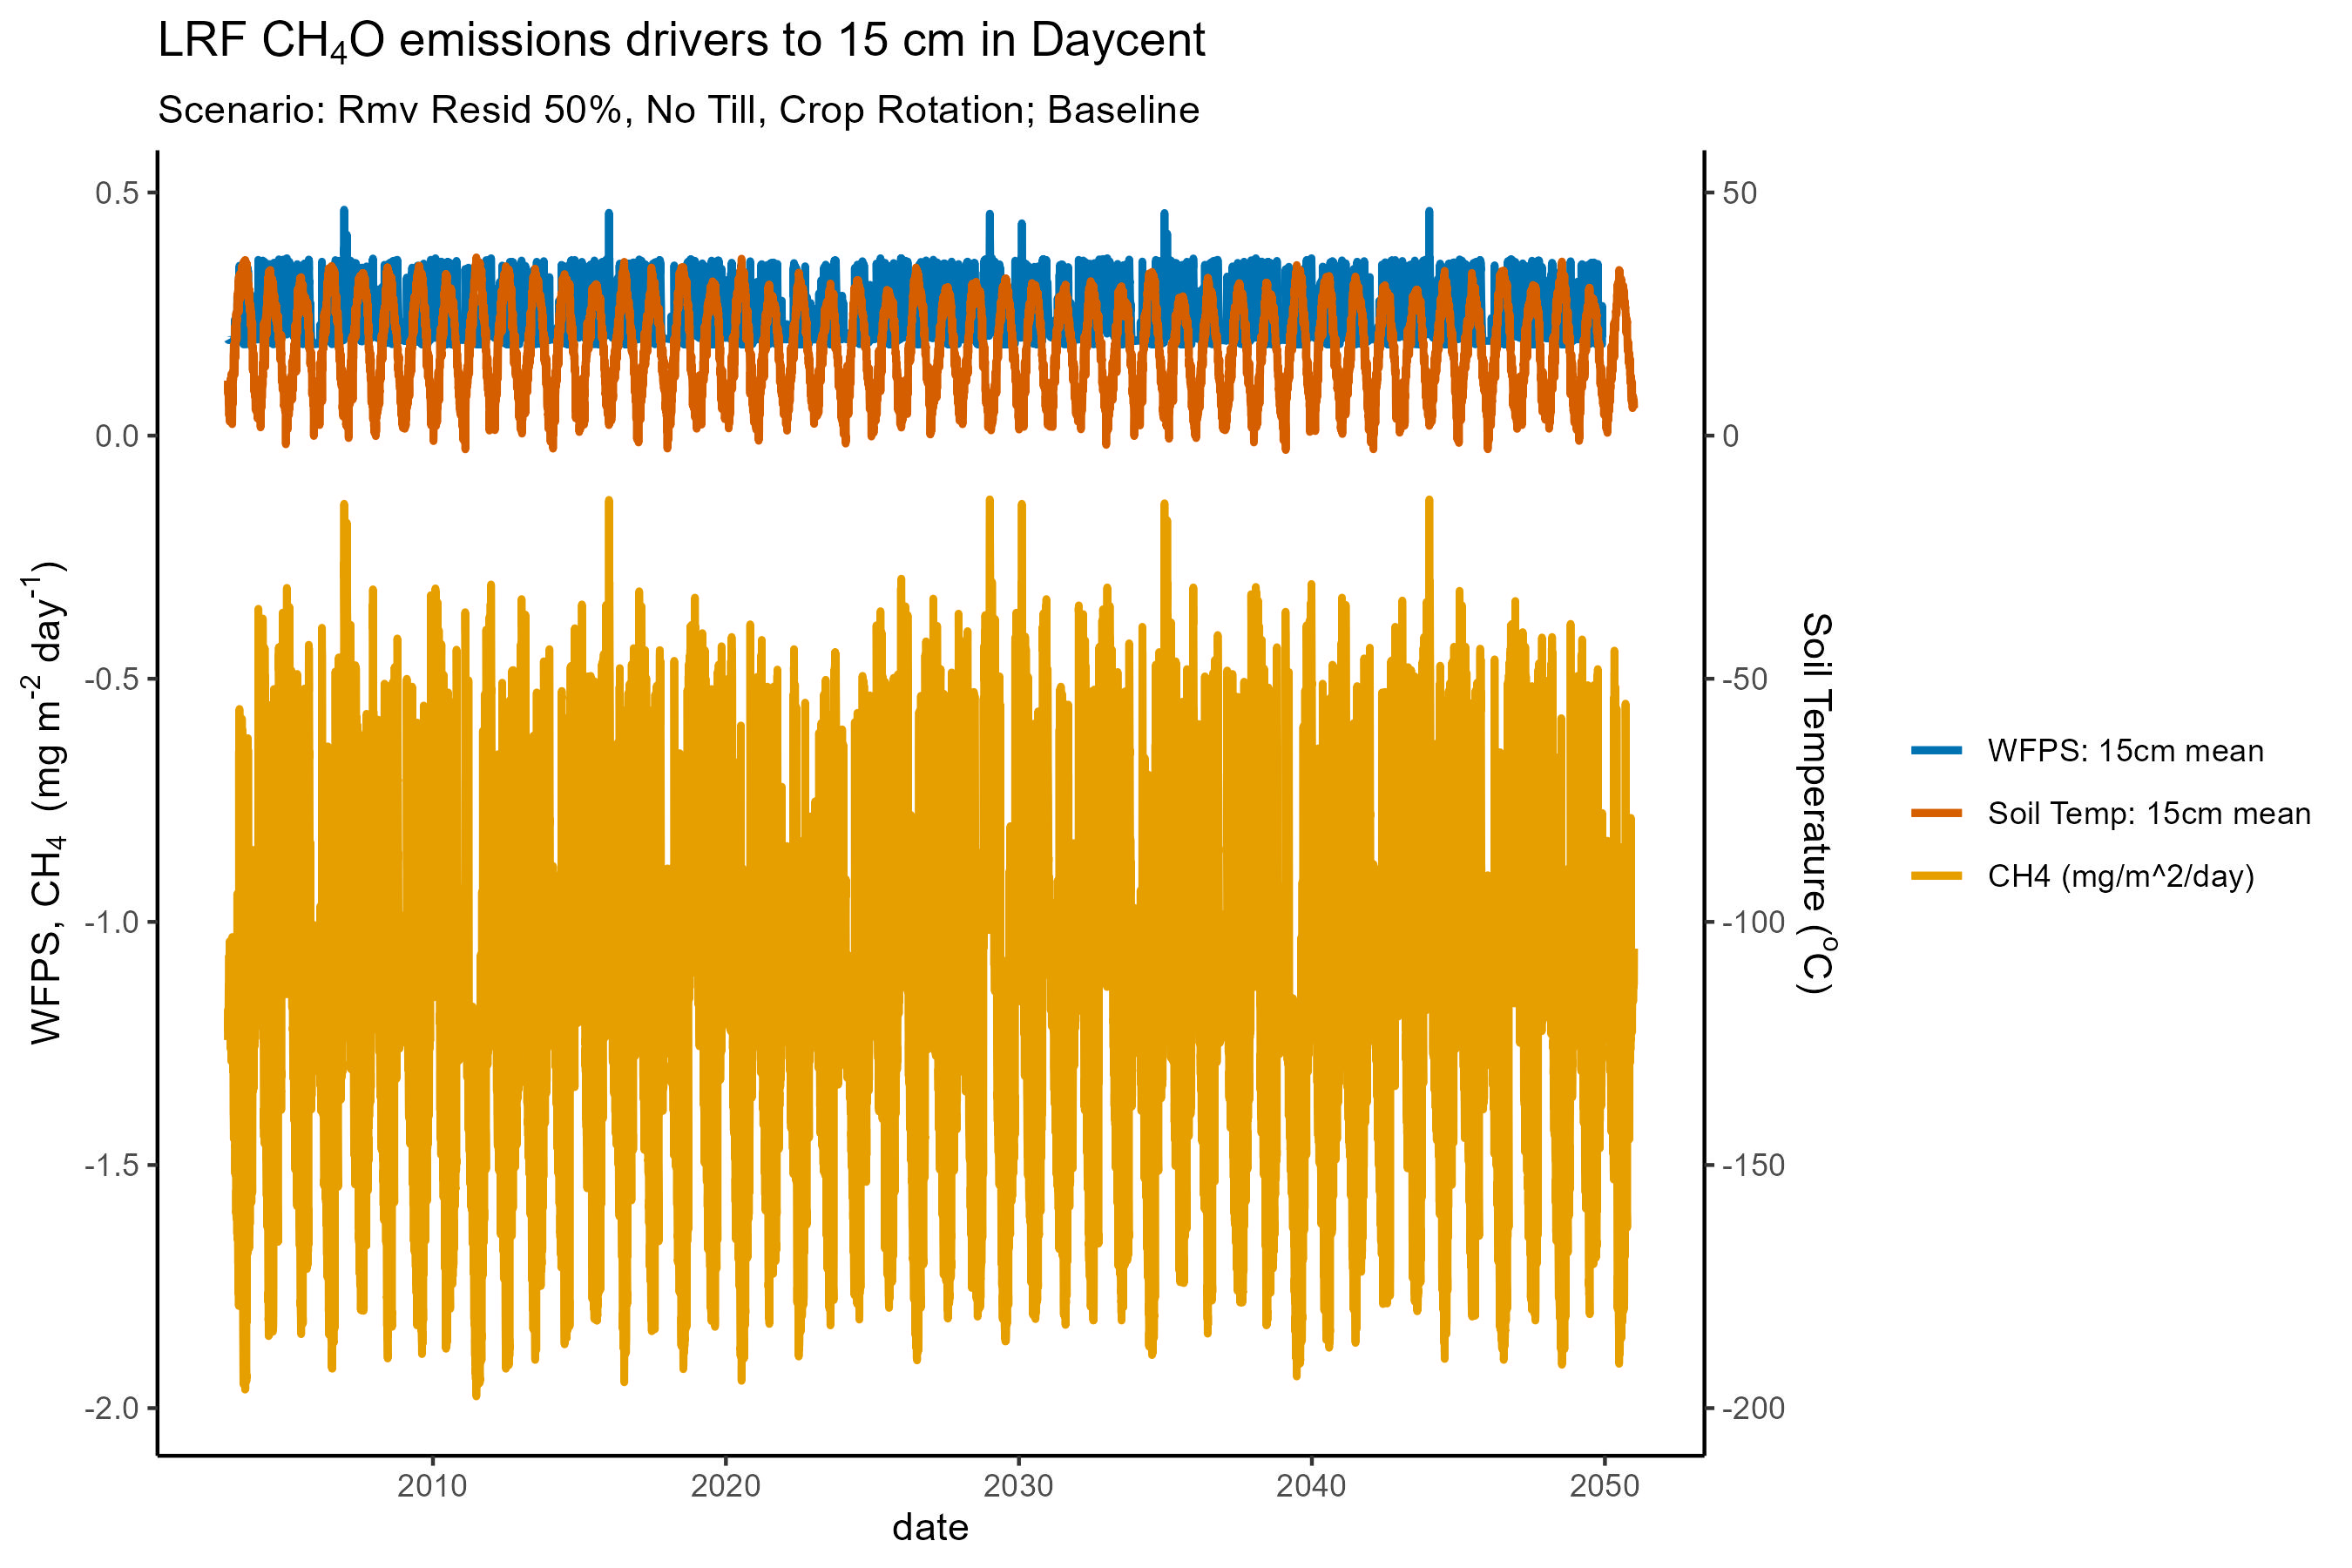 LRF CH₄O emissions drivers to 15 cm in Daycent
Scenario: Rmv Resid 50%, No Till, Crop Rotation; Baseline
WFPS, CH₄ (mg m⁻² day⁻¹)
0.5
0.0
-0.5
-1.0
-1.5
-2.0
50
0
-50
-100
-150
-200
Soil Temperature (⁰C)
2010
2020
2030
2040
2050
date
WFPS: 15cm mean
Soil Temp: 15cm mean
CH4 (mg/m^2/day)